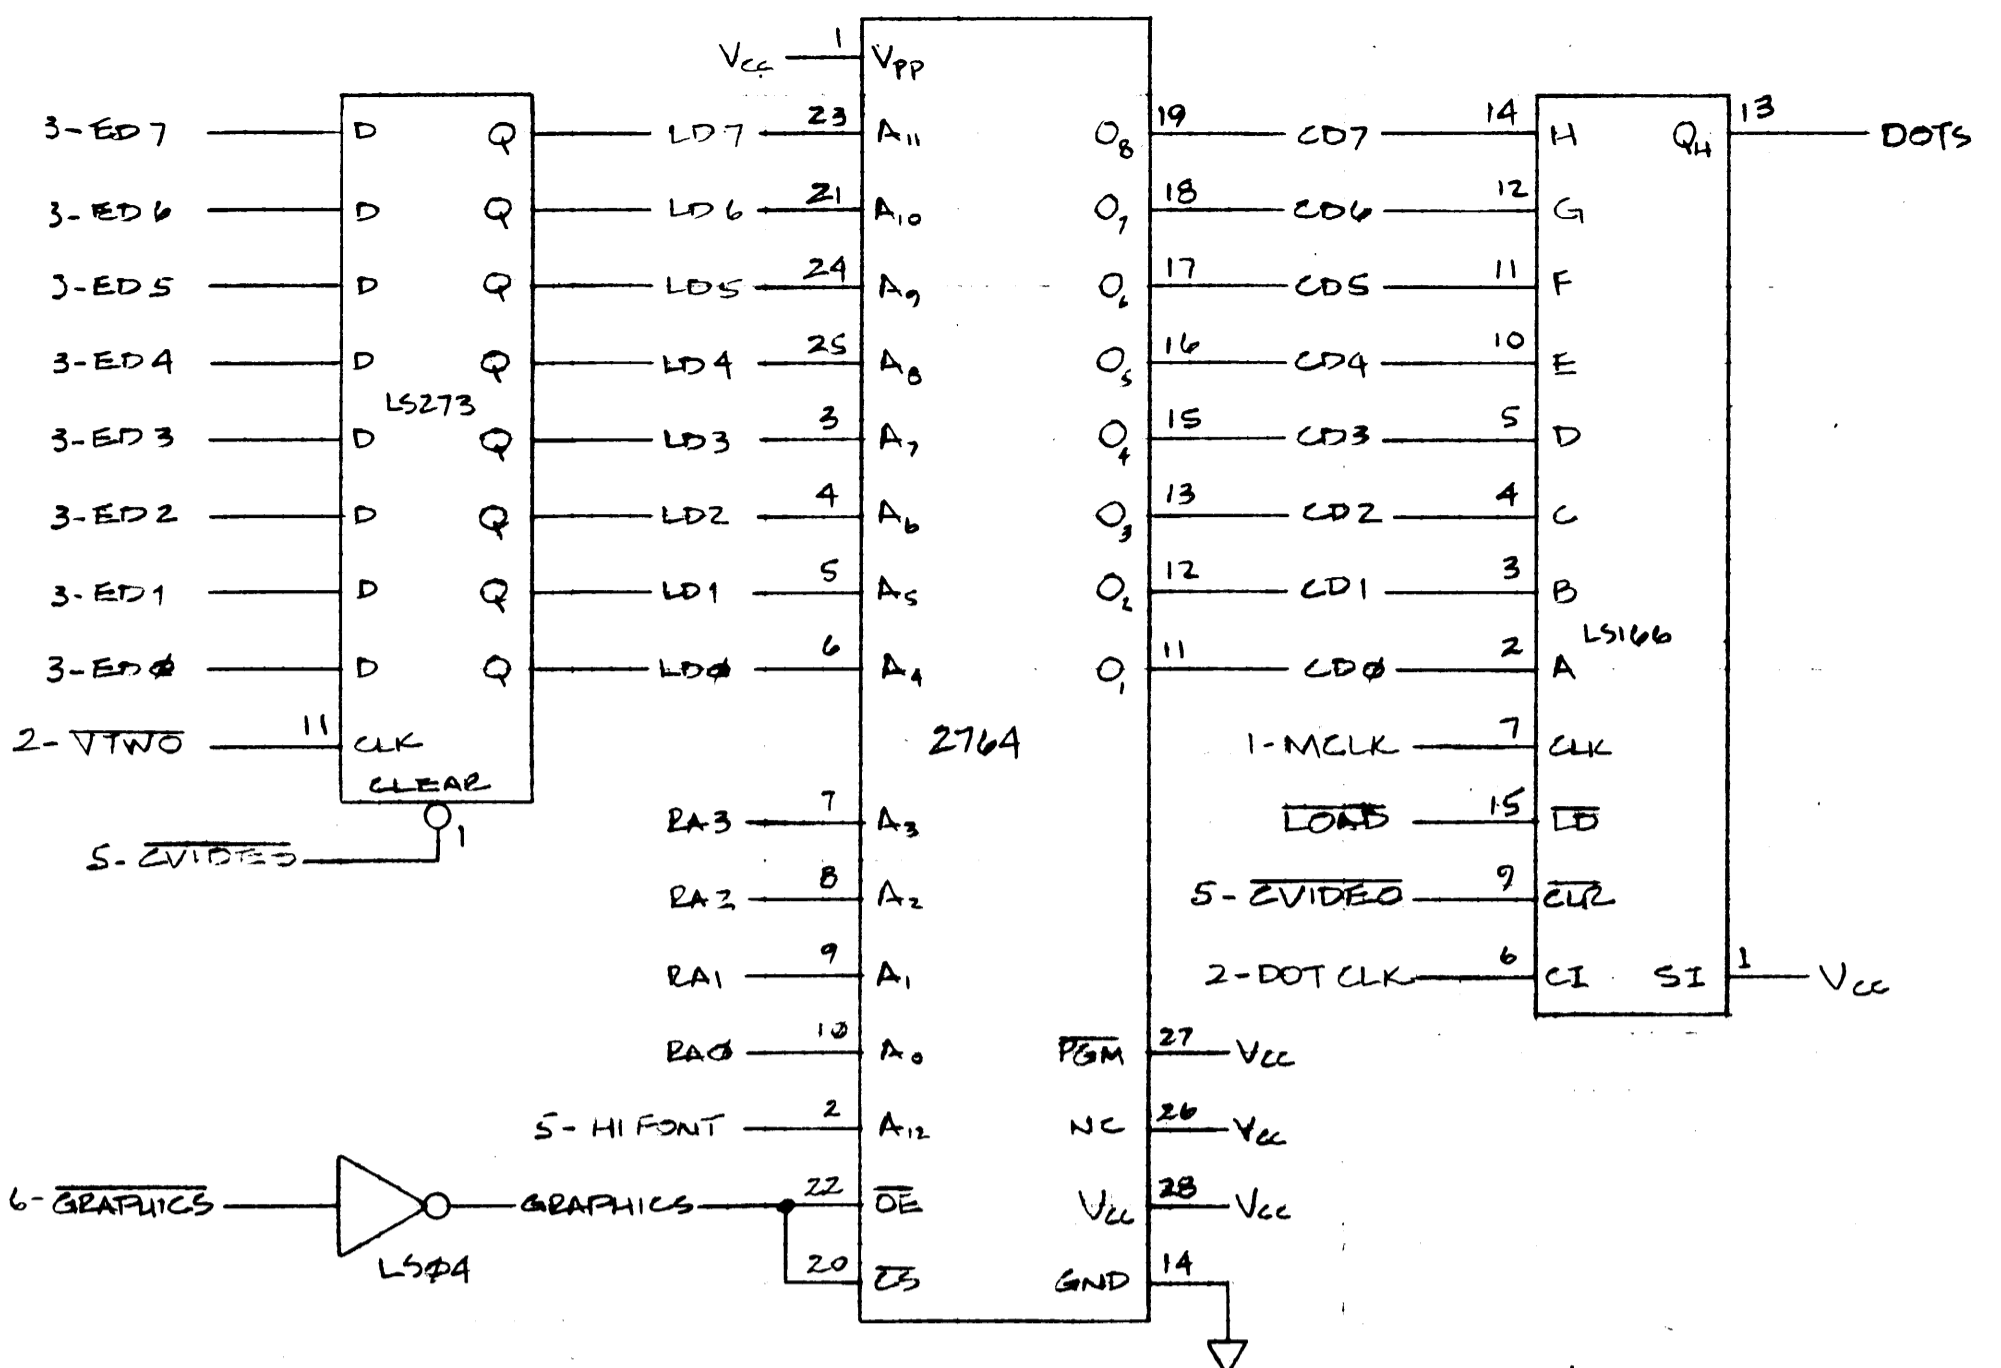 Vcc 1 VPP
3-ED7 D Q LD7 23 A11 O8 19 CD7 14 H QH 13 DOTS
3-ED6 D Q LD6 21 A10 O7 18 CD6 12 G
3-ED5 D Q LD5 24 A9 O6 17 CD5 11 F
3-ED4 D Q LD4 25 A8 O5 16 CD4 10 E
LS273
3-ED3 D Q LD3 3 A7 O4 15 CD3 5 D
3-ED2 D Q LD2 4 A6 O3 13 CD2 4 C
3-ED1 D Q LD1 5 A5 O2 12 CD1 3 B
LS166
3-EDØ D Q LDØ 6 A4 O1 11 CDØ 2 A
2-VTWO 11 CLK 2764 1-MCLK 7 CLK
CLEAR
RA3 7 A3 LOAD 15 LD
1
5-CVIDEO
RA2 8 A2 5-CVIDEO 9 CLR
RA1 9 A1 2-DOT CLK 6 CI SI 1 Vcc
RAØ 10 A0 PGM 27 Vcc
5-HI FONT 2 A12 NC 26 Vcc
6-GRAPHICS GRAPHICS 22 OE Vcc 28 Vcc
LSØ4 20 CS GND 14